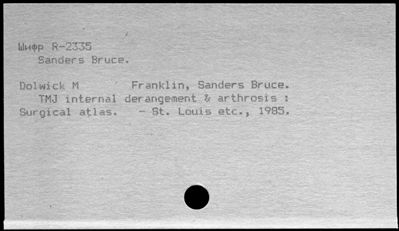 Шифр R-2335
Sanders Bruce.
Dolwick M Franklin, Sanders Bruce.
TMJ internal derangement & arthrosis :
Surgical atlas. - St. Louis etc., 1985.